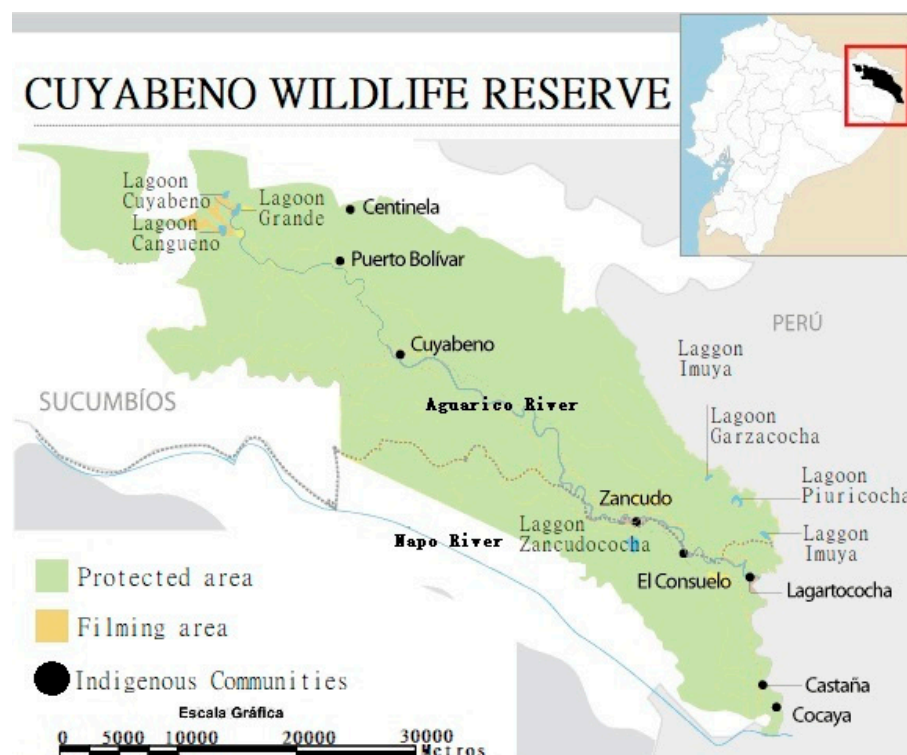 CUYABENO WILDLIFE RESERVE
Lagoon
Cuyabeno
Lagoon
Grande
Lagoon
Cangueno
Centinela
Puerto Bolívar
Cuyabeno
PERÚ
Laggon
Imuya
SUCUMBÍOS
Aguarico River
Lagoon
Garzacocha
Lagoon
Piuricocha
Zancudo
Napo River
Laggon
Zancudococha
Laggon
Imuya
El Consuelo
Lagartococha
Protected area
Filming area
Indigenous Communities
Castaña
Cocaya
Escala Gráfica
0 5000 10000 20000 30000
Metros